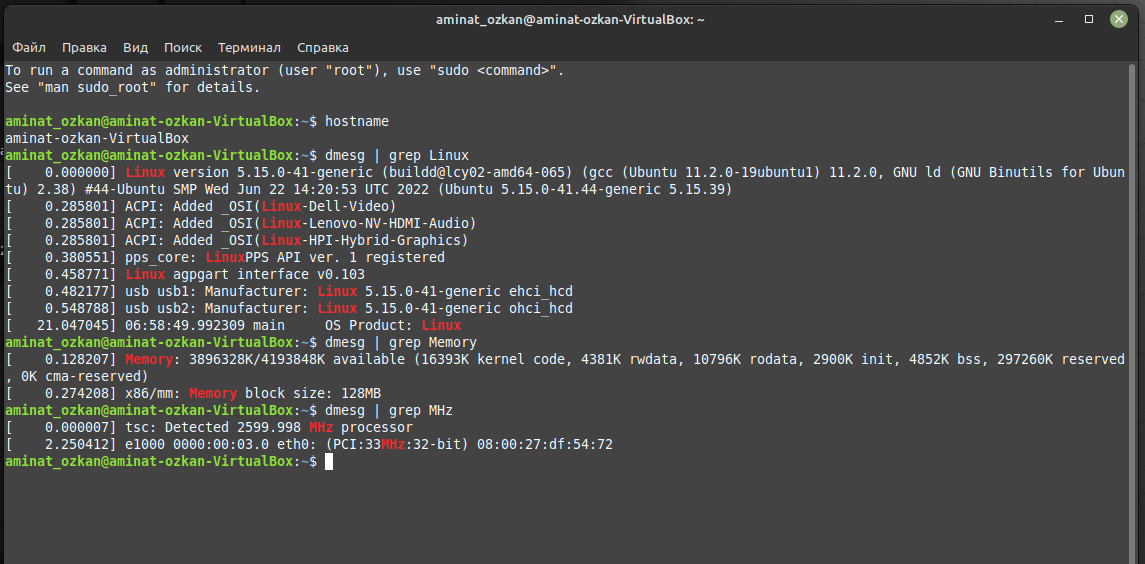 aminat_ozkan@aminat-ozkan-VirtualBox: ~
Файл Правка Вид Поиск Терминал Справка
To run a command as administrator (user "root"), use "sudo <command>".
See "man sudo_root" for details.
aminat_ozkan@aminat-ozkan-VirtualBox:~$ hostname
aminat-ozkan-VirtualBox
aminat_ozkan@aminat-ozkan-VirtualBox:~$ dmesg | grep Linux
[    0.000000] Linux version 5.15.0-41-generic (buildd@lcy02-amd64-065) (gcc (Ubuntu 11.2.0-19ubuntu1) 11.2.0, GNU ld (GNU Binutils for Ubun
tu) 2.38) #44-Ubuntu SMP Wed Jun 22 14:20:53 UTC 2022 (Ubuntu 5.15.0-41.44-generic 5.15.39)
[    0.285801] ACPI: Added _OSI(Linux-Dell-Video)
[    0.285801] ACPI: Added _OSI(Linux-Lenovo-NV-HDMI-Audio)
[    0.285801] ACPI: Added _OSI(Linux-HPI-Hybrid-Graphics)
[    0.380551] pps_core: LinuxPPS API ver. 1 registered
[    0.458771] Linux agpgart interface v0.103
[    0.482177] usb usb1: Manufacturer: Linux 5.15.0-41-generic ehci_hcd
[    0.548788] usb usb2: Manufacturer: Linux 5.15.0-41-generic ohci_hcd
[   21.047045] 06:58:49.992309 main     OS Product: Linux
aminat_ozkan@aminat-ozkan-VirtualBox:~$ dmesg | grep Memory
[    0.128207] Memory: 3896328K/4193848K available (16393K kernel code, 4381K rwdata, 10796K rodata, 2900K init, 4852K bss, 297260K reserved
, 0K cma-reserved)
[    0.274208] x86/mm: Memory block size: 128MB
aminat_ozkan@aminat-ozkan-VirtualBox:~$ dmesg | grep MHz
[    0.000007] tsc: Detected 2599.998 MHz processor
[    2.250412] e1000 0000:00:03.0 eth0: (PCI:33MHz:32-bit) 08:00:27:df:54:72
aminat_ozkan@aminat-ozkan-VirtualBox:~$